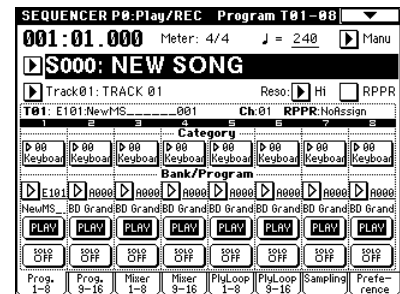 SEQUENCER P0:Play/REC Program T01-08
001:01.000 Meter: 4/4 ♩ = 240 Manu
S000: NEW SONG
Track01: TRACK 01 Reso: Hi RPPR
T01: E101:NewMS______001 Ch:01 RPPR:NoAssign
1 2 3 4 5 6 7 8
Category
00 00 00 00 00 00 00 00
Keyboar Keyboar Keyboar Keyboar Keyboar Keyboar Keyboar Keyboar
Bank/Program
E101 A000 A000 A000 A000 A000 A000 A000
NewMS_ BD Grand BD Grand BD Grand BD Grand BD Grand BD Grand BD Grand
PLAY PLAY PLAY PLAY PLAY PLAY PLAY PLAY
SOLO SOLO SOLO SOLO SOLO SOLO SOLO SOLO
OFF OFF OFF OFF OFF OFF OFF OFF
Prog. Prog. Mixer Mixer PlyLoop PlyLoop Sampling Prefe-
1-8 9-16 1-8 9-16 1-8 9-16 rence